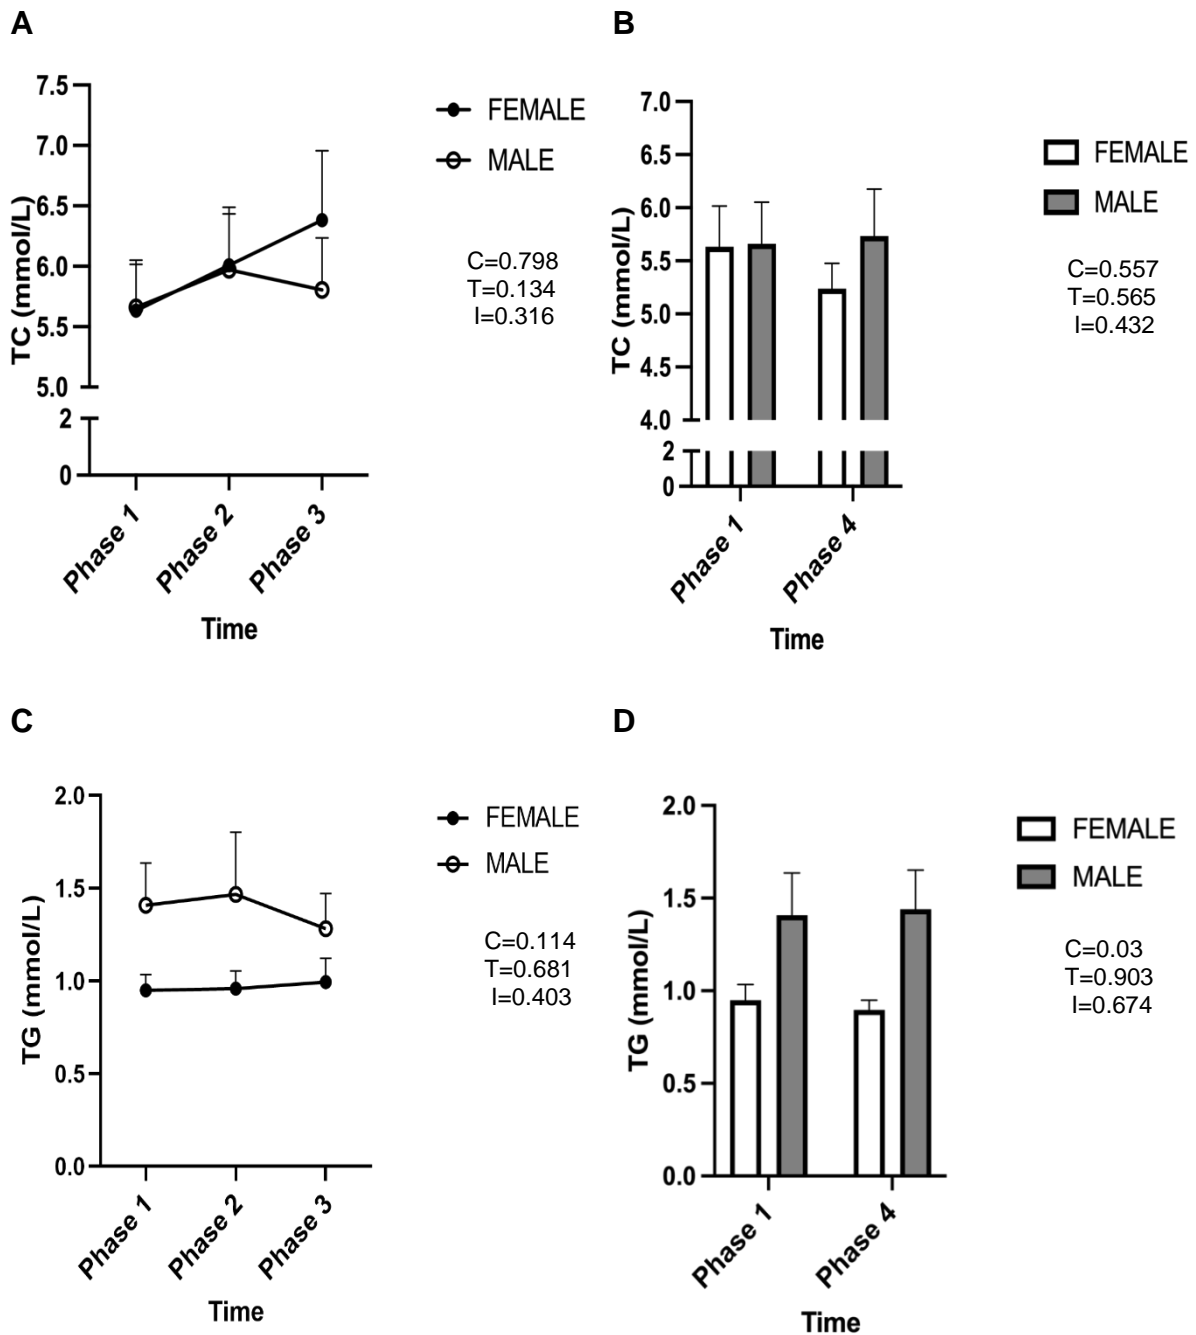 A
7.5
7.0
6.5
6.0
5.5
5.0
2
0
TC (mmol/L)
FEMALE
MALE
C=0.798
T=0.134
I=0.316
Phase 1
Phase 2
Phase 3
Time
B
7.0
6.5
6.0
5.5
5.0
4.5
4.0
2
0
TC (mmol/L)
FEMALE
MALE
C=0.557
T=0.565
I=0.432
Phase 1
Phase 4
Time
C
2.0
1.5
1.0
0.5
0.0
TG (mmol/L)
FEMALE
MALE
C=0.114
T=0.681
I=0.403
Phase 1
Phase 2
Phase 3
Time
D
2.0
1.5
1.0
0.5
0.0
TG (mmol/L)
FEMALE
MALE
C=0.03
T=0.903
I=0.674
Phase 1
Phase 4
Time